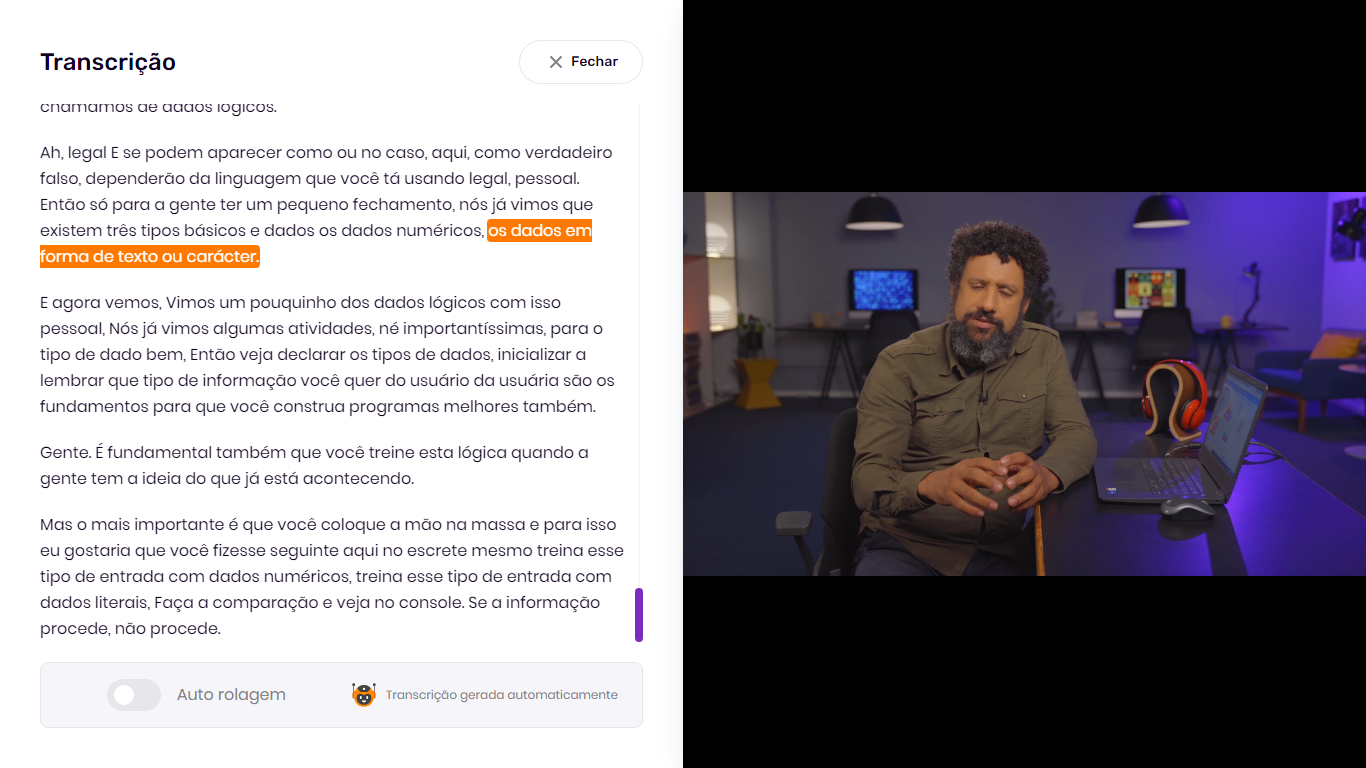 Transcrição
Fechar
chamamos de dados lógicos.
Ah, legal E se podem aparecer como ou no caso, aqui, como verdadeiro
falso, dependerão da linguagem que você tá usando legal, pessoal.
Então só para a gente ter um pequeno fechamento, nós já vimos que
existem três tipos básicos e dados os dados numéricos, os dados em
forma de texto ou carácter.
E agora vemos, Vimos um pouquinho dos dados lógicos com isso
pessoal, Nós já vimos algumas atividades, né importantíssimas, para o
tipo de dado bem, Então veja declarar os tipos de dados, inicializar a
lembrar que tipo de informação você quer do usuário da usuária são os
fundamentos para que você construa programas melhores também.
Gente. É fundamental também que você treine esta lógica quando a
gente tem a ideia do que já está acontecendo.
Mas o mais importante é que você coloque a mão na massa e para isso
eu gostaria que você fizesse seguinte aqui no escrete mesmo treina esse
tipo de entrada com dados numéricos, treina esse tipo de entrada com
dados literais, Faça a comparação e veja no console. Se a informação
procede, não procede.
Auto rolagem
Transcrição gerada automaticamente